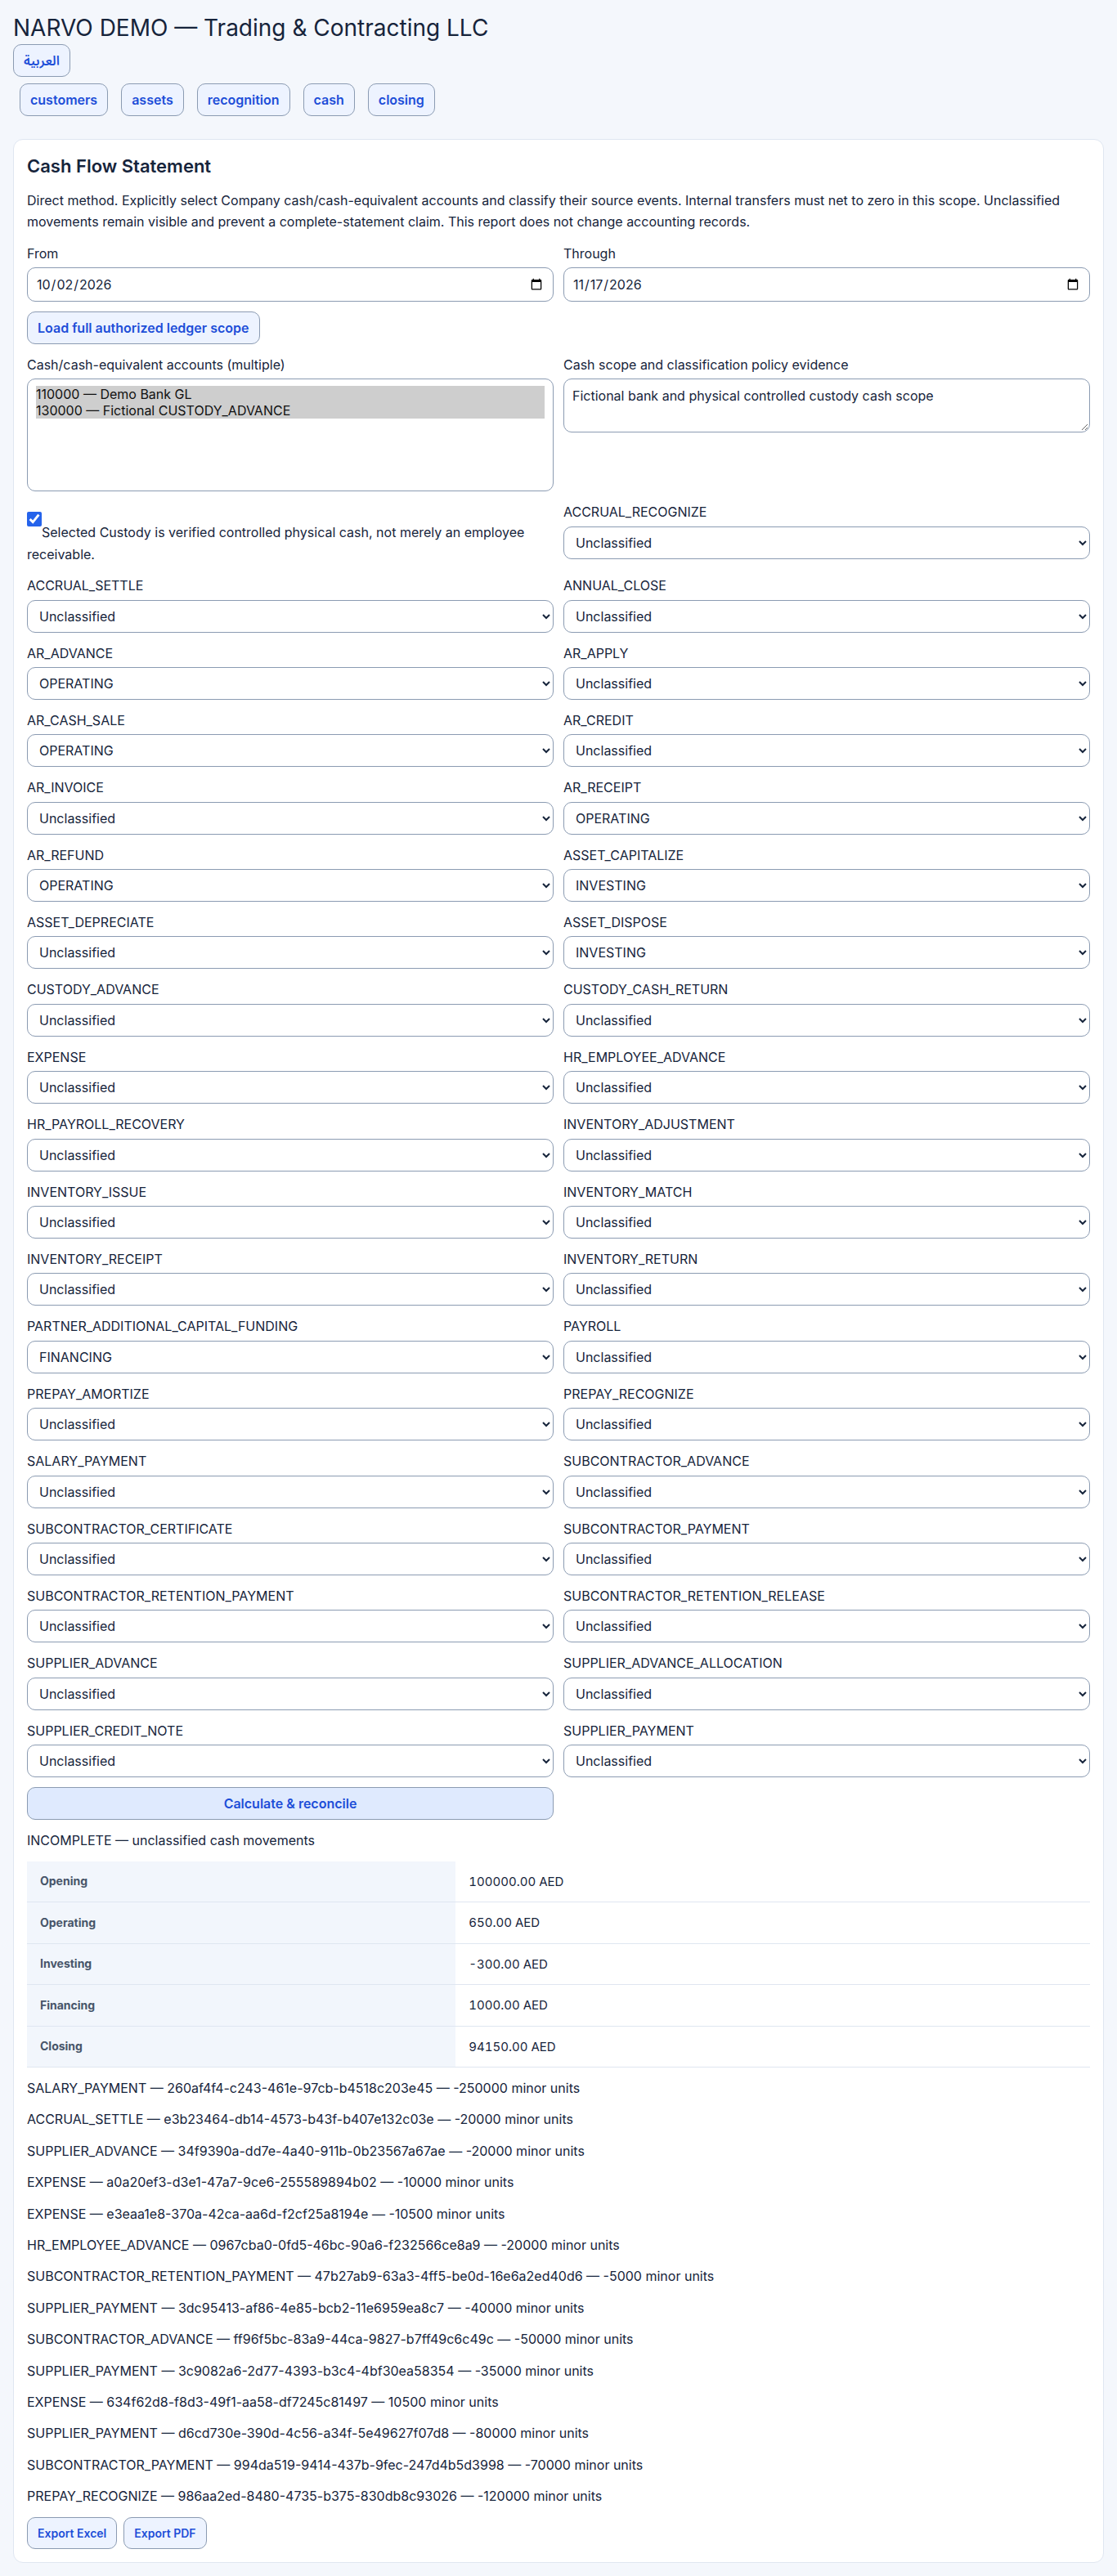 NARVO DEMO — Trading & Contracting LLC
العربية
customers assets recognition cash closing
Cash Flow Statement
Direct method. Explicitly select Company cash/cash-equivalent accounts and classify their source events. Internal transfers must net to zero in this scope. Unclassified
movements remain visible and prevent a complete-statement claim. This report does not change accounting records.
From Through
10/02/2026 11/17/2026
Load full authorized ledger scope
Cash/cash-equivalent accounts (multiple) Cash scope and classification policy evidence
110000 — Demo Bank GL
130000 — Fictional CUSTODY_ADVANCE
Fictional bank and physical controlled custody cash scope
Selected Custody is verified controlled physical cash, not merely an employee
receivable.
ACCRUAL_RECOGNIZE
Unclassified
ACCRUAL_SETTLE ANNUAL_CLOSE
Unclassified Unclassified
AR_ADVANCE AR_APPLY
OPERATING Unclassified
AR_CASH_SALE AR_CREDIT
OPERATING Unclassified
AR_INVOICE AR_RECEIPT
Unclassified OPERATING
AR_REFUND ASSET_CAPITALIZE
OPERATING INVESTING
ASSET_DEPRECIATE ASSET_DISPOSE
Unclassified INVESTING
CUSTODY_ADVANCE CUSTODY_CASH_RETURN
Unclassified Unclassified
EXPENSE HR_EMPLOYEE_ADVANCE
Unclassified Unclassified
HR_PAYROLL_RECOVERY INVENTORY_ADJUSTMENT
Unclassified Unclassified
INVENTORY_ISSUE INVENTORY_MATCH
Unclassified Unclassified
INVENTORY_RECEIPT INVENTORY_RETURN
Unclassified Unclassified
PARTNER_ADDITIONAL_CAPITAL_FUNDING PAYROLL
FINANCING Unclassified
PREPAY_AMORTIZE PREPAY_RECOGNIZE
Unclassified Unclassified
SALARY_PAYMENT SUBCONTRACTOR_ADVANCE
Unclassified Unclassified
SUBCONTRACTOR_CERTIFICATE SUBCONTRACTOR_PAYMENT
Unclassified Unclassified
SUBCONTRACTOR_RETENTION_PAYMENT SUBCONTRACTOR_RETENTION_RELEASE
Unclassified Unclassified
SUPPLIER_ADVANCE SUPPLIER_ADVANCE_ALLOCATION
Unclassified Unclassified
SUPPLIER_CREDIT_NOTE SUPPLIER_PAYMENT
Unclassified Unclassified
Calculate & reconcile
INCOMPLETE — unclassified cash movements
Opening 100000.00 AED
Operating 650.00 AED
Investing -300.00 AED
Financing 1000.00 AED
Closing 94150.00 AED
SALARY_PAYMENT — 260af4f4-c243-461e-97cb-b4518c203e45 — -250000 minor units
ACCRUAL_SETTLE — e3b23464-db14-4573-b43f-b407e132c03e — -20000 minor units
SUPPLIER_ADVANCE — 34f9390a-dd7e-4a40-911b-0b23567a67ae — -20000 minor units
EXPENSE — a0a20ef3-d3e1-47a7-9ce6-255589894b02 — -10000 minor units
EXPENSE — e3eaa1e8-370a-42ca-aa6d-f2cf25a8194e — -10500 minor units
HR_EMPLOYEE_ADVANCE — 0967cba0-0fd5-46bc-90a6-f232566ce8a9 — -20000 minor units
SUBCONTRACTOR_RETENTION_PAYMENT — 47b27ab9-63a3-4ff5-be0d-16e6a2ed40d6 — -5000 minor units
SUPPLIER_PAYMENT — 3dc95413-af86-4e85-bcb2-11e6959ea8c7 — -40000 minor units
SUBCONTRACTOR_ADVANCE — ff96f5bc-83a9-44ca-9827-b7ff49c6c49c — -50000 minor units
SUPPLIER_PAYMENT — 3c9082a6-2d77-4393-b3c4-4bf30ea58354 — -35000 minor units
EXPENSE — 634f62d8-f8d3-49f1-aa58-df7245c81497 — 10500 minor units
SUPPLIER_PAYMENT — d6cd730e-390d-4c56-a34f-5e49627f07d8 — -80000 minor units
SUBCONTRACTOR_PAYMENT — 994da519-9414-437b-9fec-247d4b5d3998 — -70000 minor units
PREPAY_RECOGNIZE — 986aa2ed-8480-4735-b375-830db8c93026 — -120000 minor units
Export Excel Export PDF